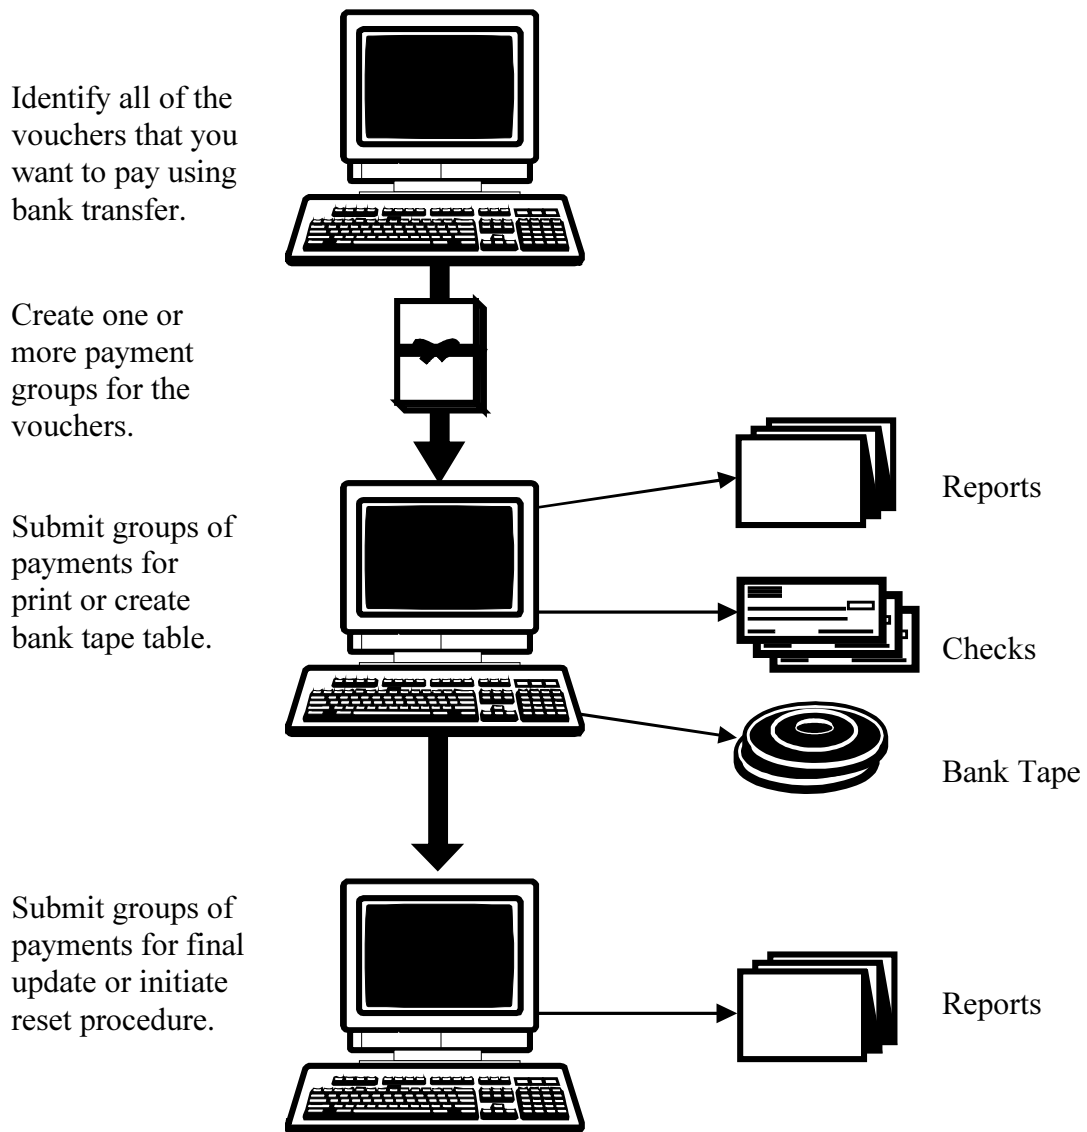 Identify all of the
vouchers that you
want to pay using
bank transfer.
Create one or
more payment
groups for the
vouchers.
Reports
Submit groups of
payments for
print or create
bank tape table.
Checks
Bank Tape
Submit groups of
payments for final
update or initiate
reset procedure.
Reports